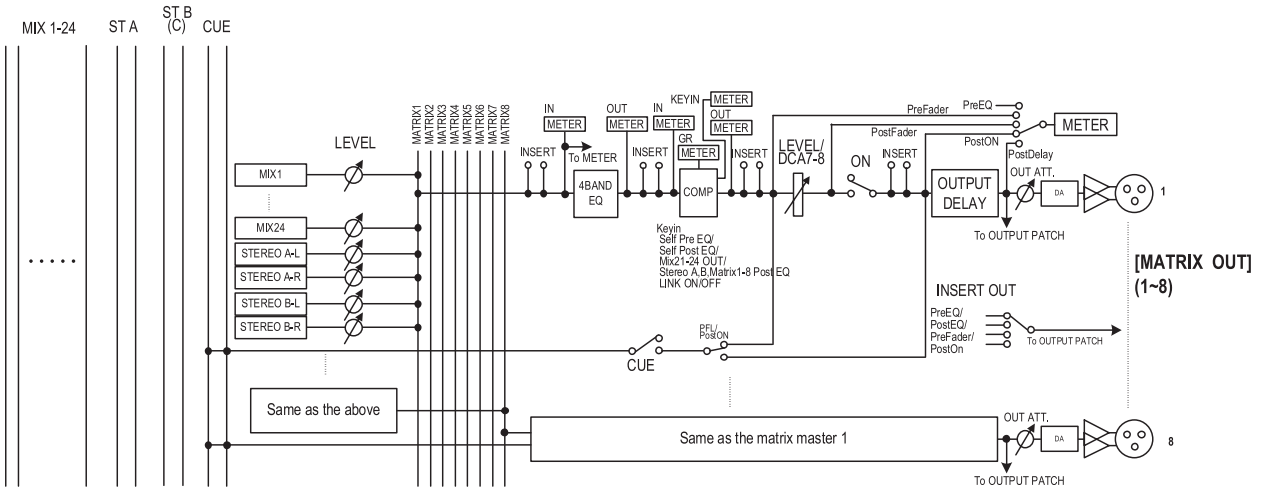 MIX 1-24
ST A
ST B
(C)
CUE
MATRIX1
MATRIX2
MATRIX3
MATRIX4
MATRIX5
MATRIX6
MATRIX7
MATRIX8
LEVEL
MIX1
MIX24
STEREO A-L
STEREO A-R
STEREO B-L
STEREO B-R
INSERT
IN
METER
To METER
4BAND
EQ
OUT
METER
INSERT
IN
METER
KEYIN
METER
OUT
METER
GR
METER
COMP
INSERT
Keyin
Self Pre EQ/
Self Post EQ/
Mix21-24 OUT/
Stereo A,B,Matrix1-8 Post EQ
LINK ON/OFF
LEVEL/
DCA7-8
ON
INSERT
PreFader
PreEQ
PostFader
PostON
METER
PostDelay
OUTPUT
DELAY
OUT ATT.
DA
1
To OUTPUT PATCH
[MATRIX OUT]
(1~8)
INSERT OUT
PreEQ/
PostEQ/
PreFader/
PostOn
To OUTPUT PATCH
PFL/
PostON
CUE
Same as the above
Same as the matrix master 1
OUT ATT.
DA
8
To OUTPUT PATCH